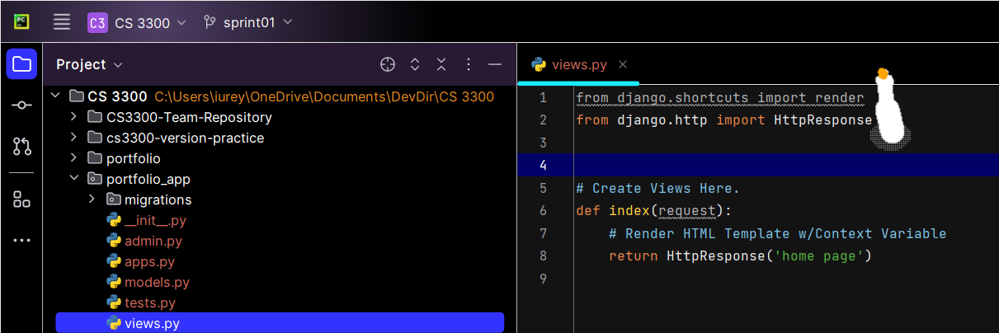 PC
C3 CS 3300 sprint01
Project
views.py
CS 3300 C:\Users\iurey\OneDrive\Documents\DevDir\CS 3300
CS3300-Team-Repository
cs3300-version-practice
portfolio
portfolio_app
migrations
__init__.py
admin.py
apps.py
models.py
tests.py
views.py
1 from django.shortcuts import render
2 from django.http import HttpResponse
3
4
5 # Create Views Here.
6 def index(request):
7 # Render HTML Template w/Context Variable
8 return HttpResponse('home page')
9